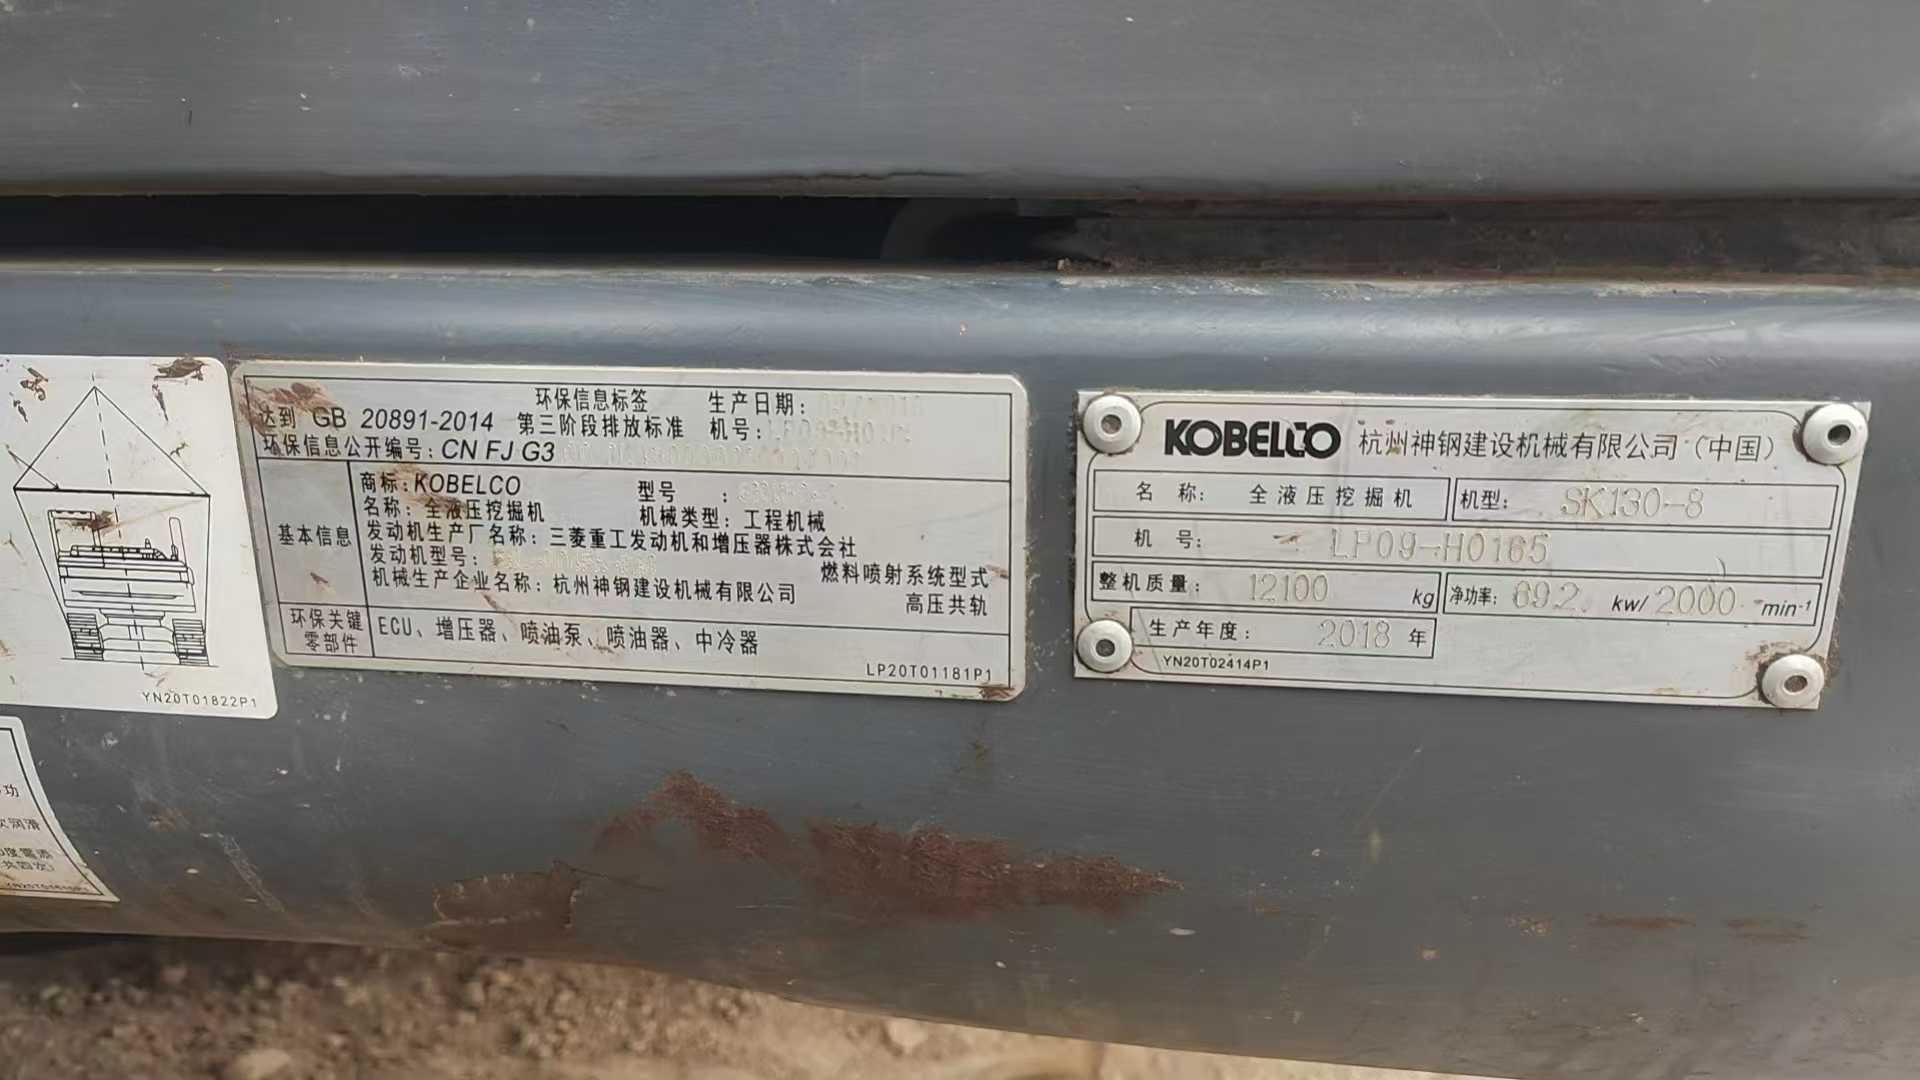 YN20T01822P1
功
次润滑
共四次)
环保信息标签 生产日期:
达到 GB 20891-2014 第三阶段排放标准 机号: LP09-H01
环保信息公开编号: CN FJ G3
基本信息
商标: KOBELCO 型号 :
名称: 全液压挖掘机 机械类型: 工程机械
发动机生产厂名称: 三菱重工发动机和增压器株式会社
发动机型号: 燃料喷射系统型式
机械生产企业名称: 杭州神钢建设机械有限公司 高压共轨
环保关键零部件
ECU、增压器、喷油泵、喷油器、中冷器
LP20T01181P1
KOBELCO 杭州神钢建设机械有限公司(中国)
名 称: 全液压挖掘机 机型: SK130-8
机 号: LP09-H0165
整机质量: 12100 kg 净功率: 69.2 kw/ 2000 min-1
生产年度: 2018 年
YN20T02414P1